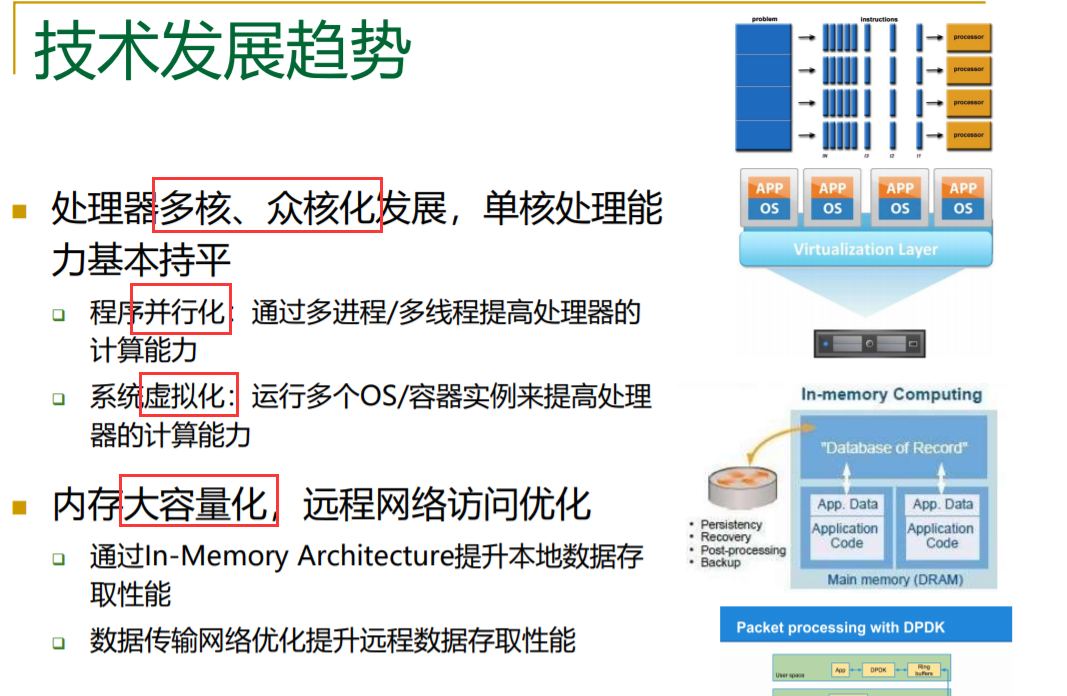 技术发展趋势
处理器多核、众核化发展，单核处理能
力基本持平
程序并行化：通过多进程/多线程提高处理器的
计算能力
系统虚拟化：运行多个OS/容器实例来提高处理
器的计算能力
内存大容量化，远程网络访问优化
通过In-Memory Architecture提升本地数据存
取性能
数据传输网络优化提升远程数据存取性能
problem instructions
processor
processor
processor
processor
tN t3 t2 t1
APP APP APP APP
OS OS OS OS
Virtualization Layer
In-memory Computing
"Database of Record"
App. Data App. Data
Application Application
Code Code
Main memory (DRAM)
• Persistency
• Recovery
• Post-processing
• Backup
Packet processing with DPDK
User space App DPDK Ring
buffers